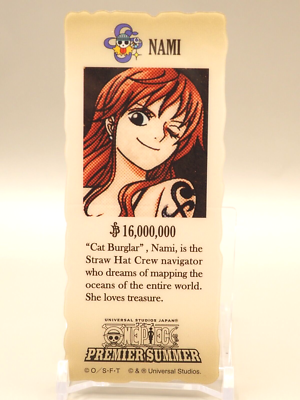 NAMI
16,000,000
“Cat Burglar” , Nami, is the
Straw Hat Crew navigator
who dreams of mapping the
oceans of the entire world.
She loves treasure.
UNIVERSAL STUDIOS JAPAN®
ONE PIECE
PREMIER SUMMER
© O／S・F・T © & ® Universal Studios.